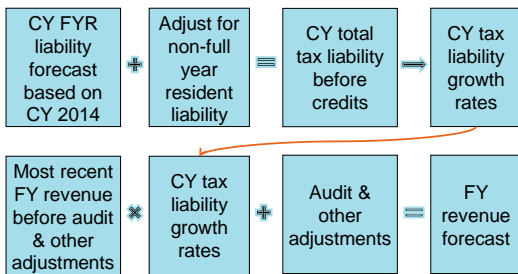 CY FYR
liability
forecast
based on
CY 2014
+
Adjust for
non-full
year
resident
liability
=
CY total
tax liability
before
credits
⇒
CY tax
liability
growth
rates
Most recent
FY revenue
before audit
& other
adjustments
×
CY tax
liability
growth
rates
+
Audit &
other
adjustments
=
FY
revenue
forecast